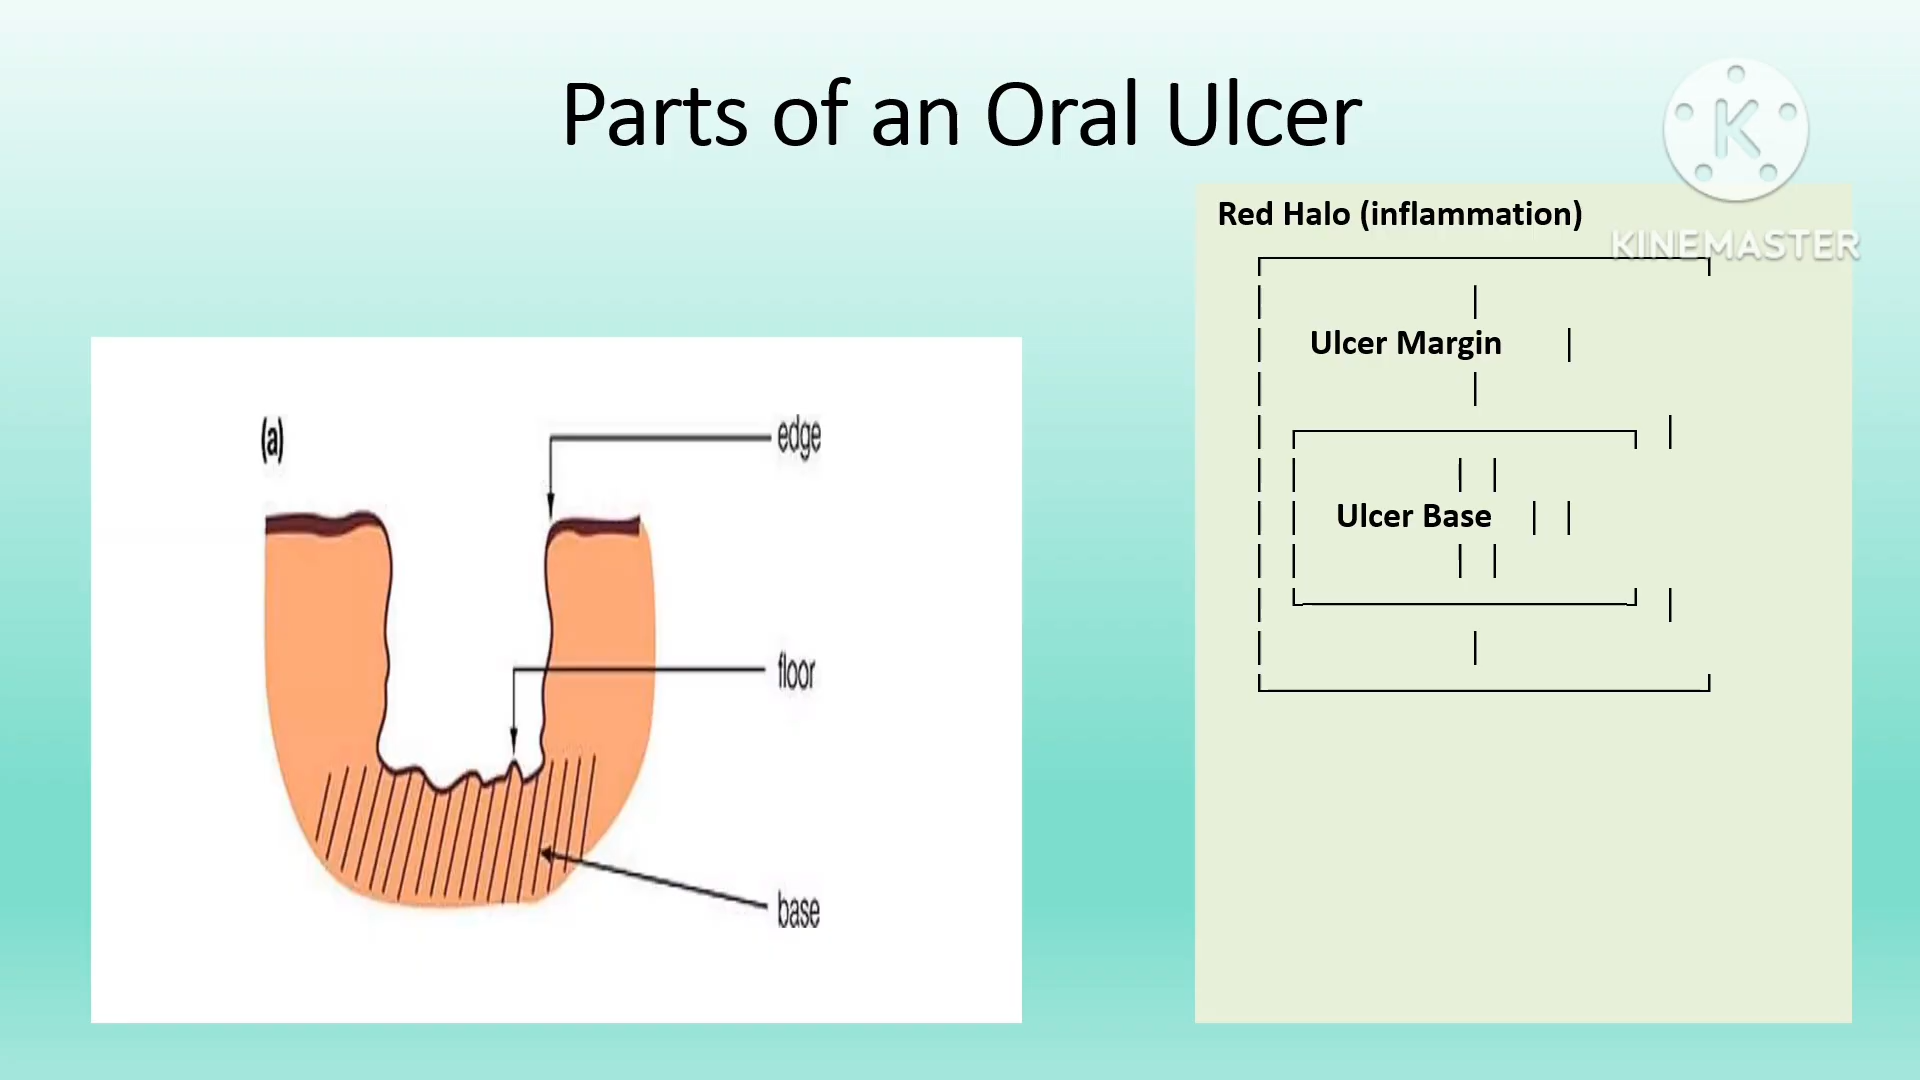 Parts of an Oral Ulcer
K
KINEMASTER
(a)
edge
floor
base
Red Halo (inflammation)
Ulcer Margin
Ulcer Base